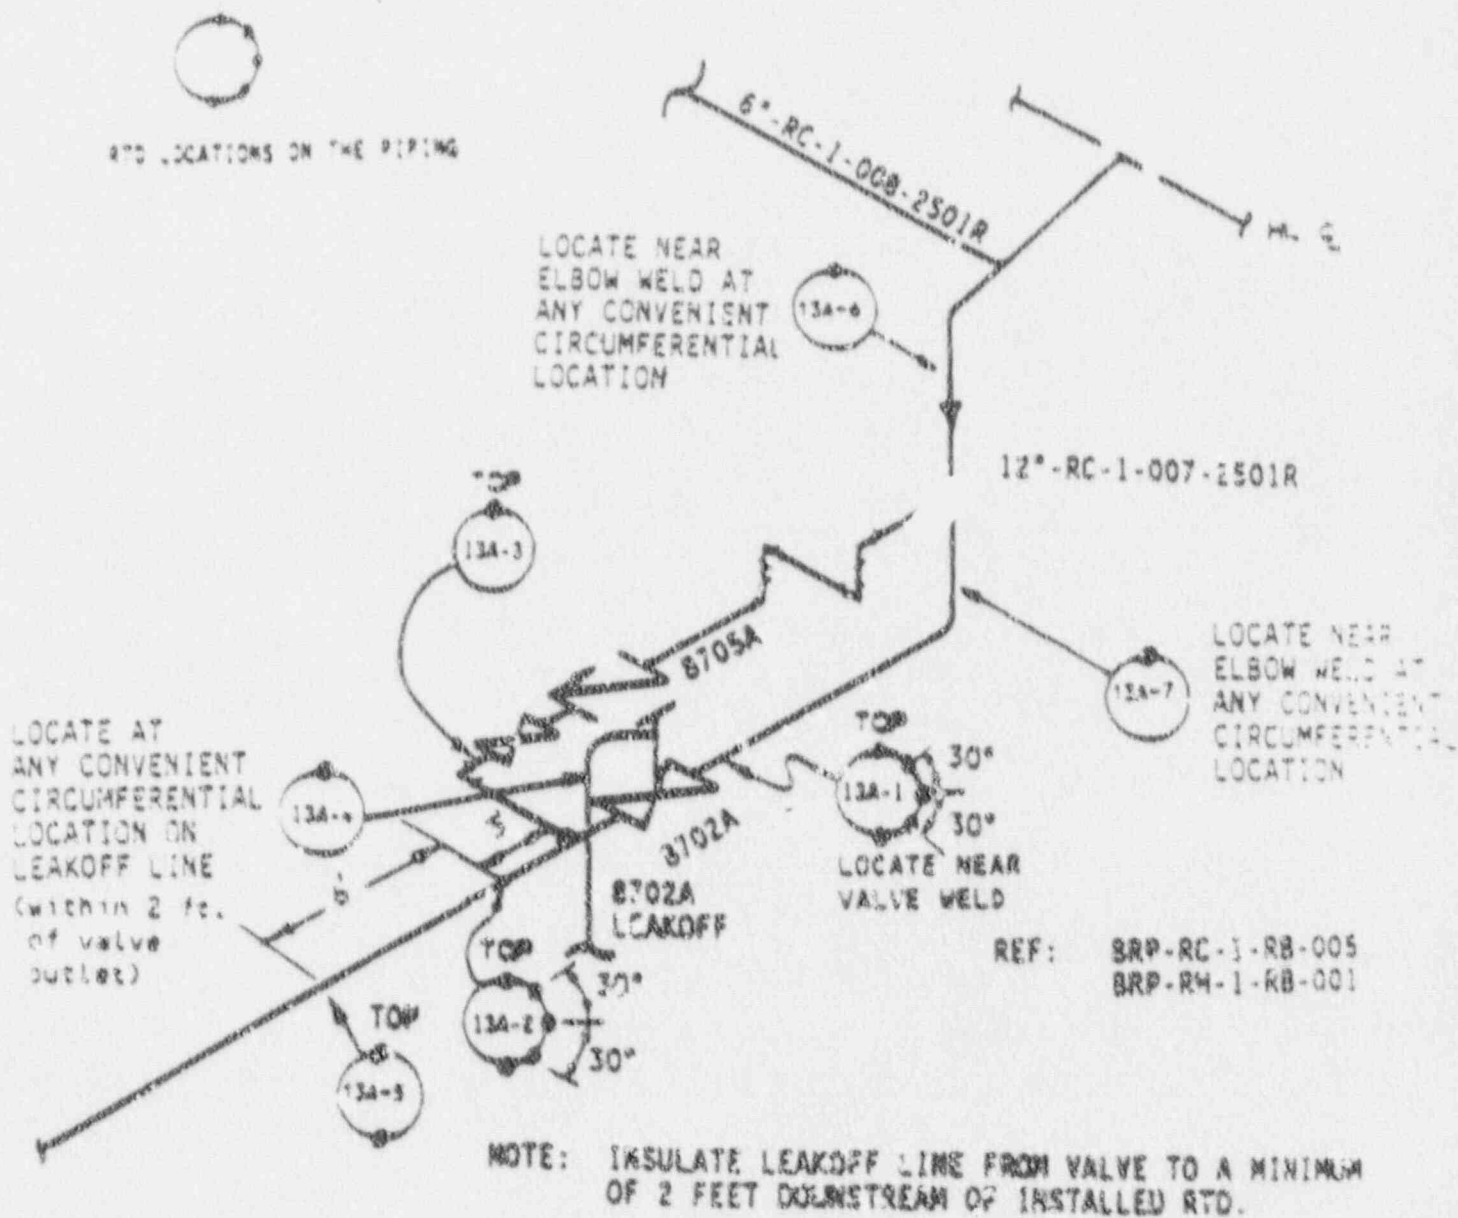 RTD LOCATIONS ON THE PIPING
6"-RC-1-008-2501R
HL ℄
LOCATE NEAR
ELBOW WELD AT
ANY CONVENIENT
CIRCUMFERENTIAL
LOCATION
13A-6
12"-RC-1-007-2501R
TOP
13A-3
8705A
LOCATE NEAR
ELBOW WELD AT
ANY CONVENIENT
CIRCUMFERENTIAL
LOCATION
13A-7
LOCATE AT
ANY CONVENIENT
CIRCUMFERENTIAL
LOCATION ON
LEAKOFF LINE
(within 2 ft.
of valve
outlet)
13A-4
TOP
30°
13A-1
30°
LOCATE NEAR
VALVE WELD
8702A
8702A
LEAKOFF
6'
TOP
30°
13A-2
30°
TOP
13A-5
REF: BRP-RC-1-RB-005
BRP-RH-1-RB-001
NOTE: INSULATE LEAKOFF LINE FROM VALVE TO A MINIMUM
OF 2 FEET DOWNSTREAM OF INSTALLED RTD.